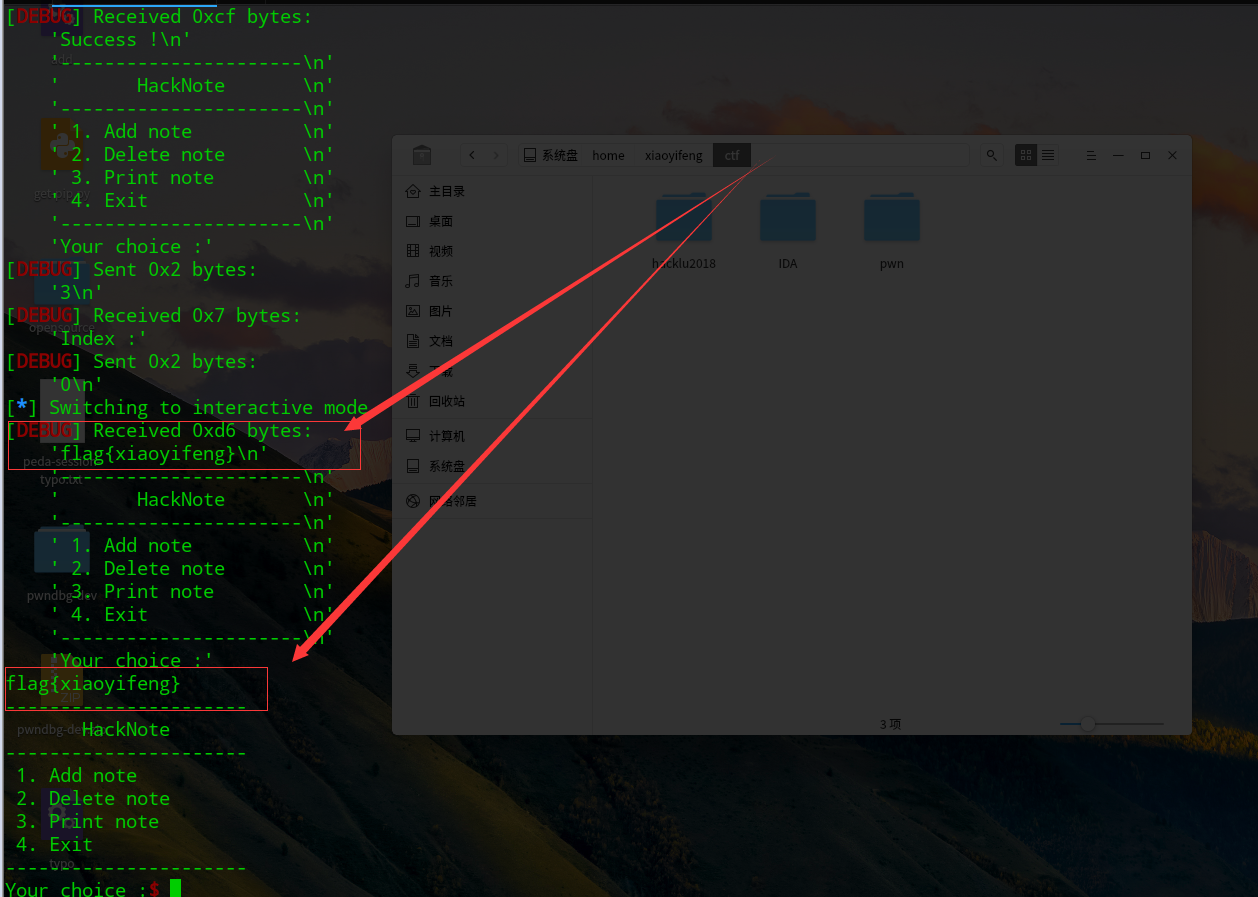 [DEBUG] Received 0xcf bytes:
'Success !\n'
'----------------------\n'
'       HackNote       \n'
'----------------------\n'
' 1. Add note          \n'
' 2. Delete note       \n'
' 3. Print note        \n'
' 4. Exit              \n'
'----------------------\n'
'Your choice :'
[DEBUG] Sent 0x2 bytes:
'3\n'
[DEBUG] Received 0x7 bytes:
'Index :'
[DEBUG] Sent 0x2 bytes:
'0\n'
[*] Switching to interactive mode
[DEBUG] Received 0xd6 bytes:
'flag{xiaoyifeng}\n'
'----------------------\n'
'       HackNote       \n'
'----------------------\n'
' 1. Add note          \n'
' 2. Delete note       \n'
' 3. Print note        \n'
' 4. Exit              \n'
'----------------------\n'
'Your choice :'
flag{xiaoyifeng}
----------------------
       HackNote
----------------------
 1. Add note
 2. Delete note
 3. Print note
 4. Exit
----------------------
Your choice :$
opensource
peda-session-
typo.txt
pwndbg-dev
ZIP
pwndbg-de
typo
系统盘 home xiaoyifeng ctf
主目录
桌面
视频
音乐
图片
文档
下载
回收站
计算机
系统盘
网络邻居
hacklu2018 IDA pwn
3 项